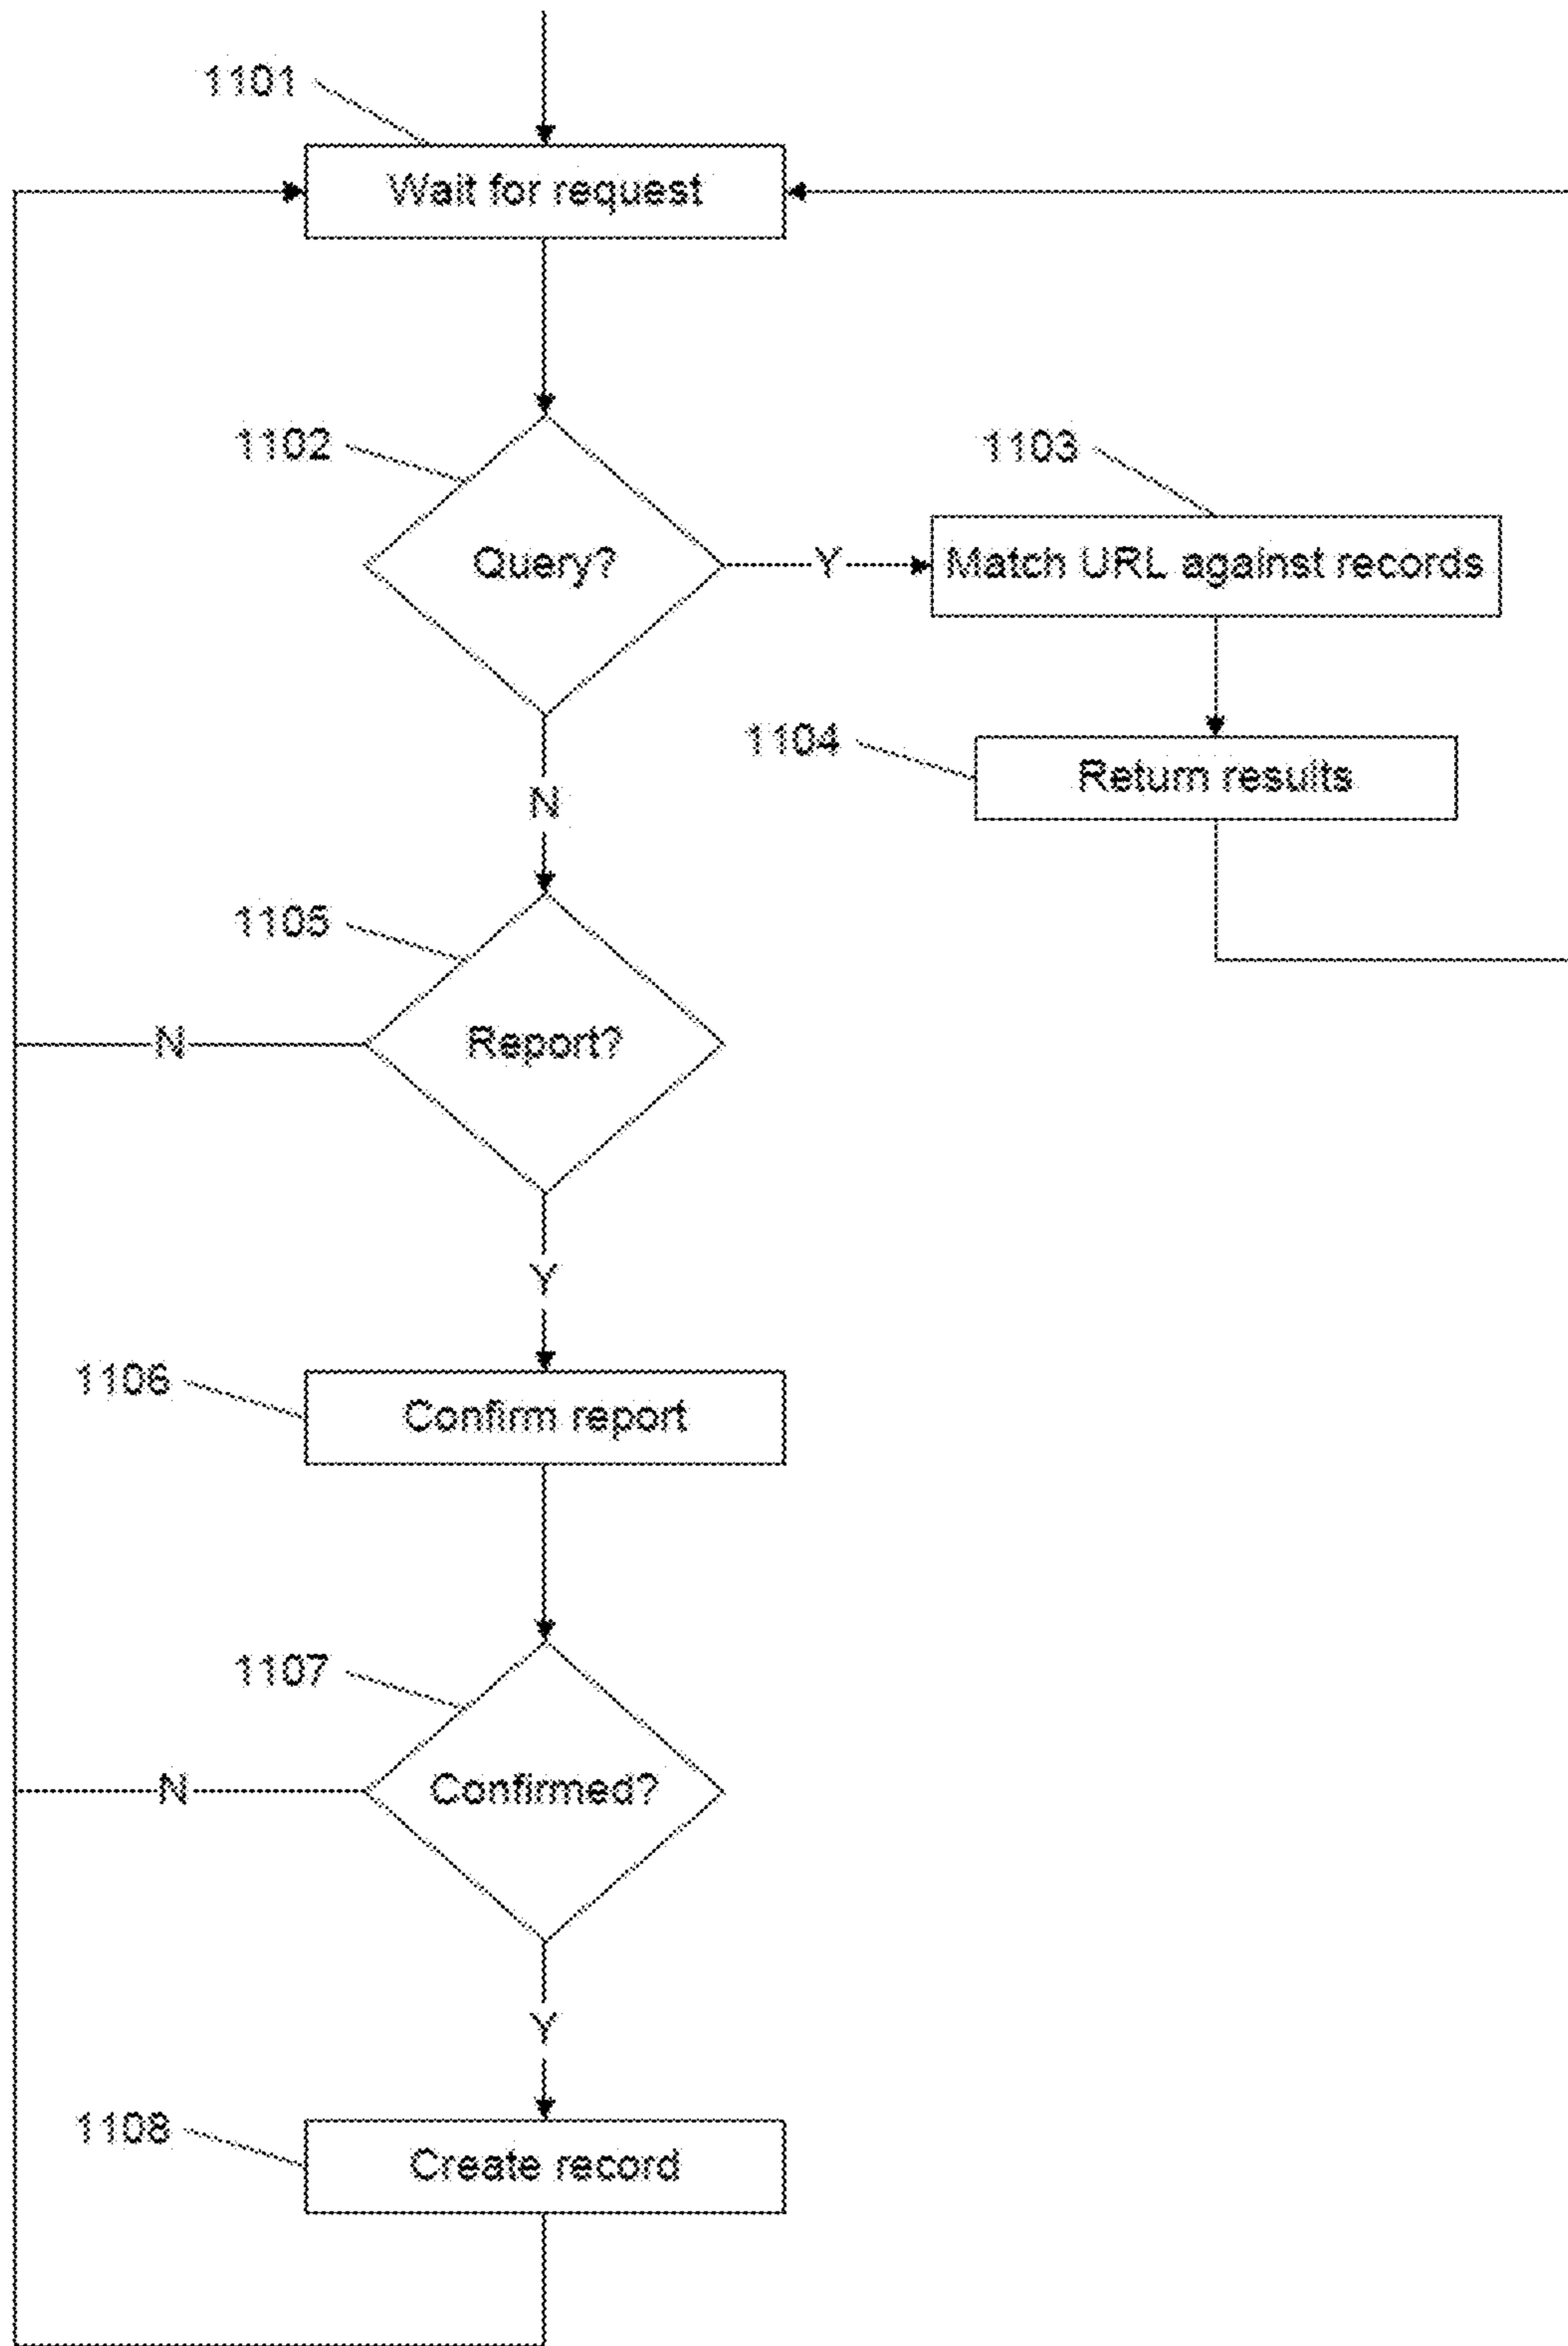 1101
Wait for request
1102
1103
Query?
Y
Match URL against records
1104
Return results
N
1105
N
Report?
Y
1106
Confirm report
1107
N
Confirmed?
Y
1108
Create record